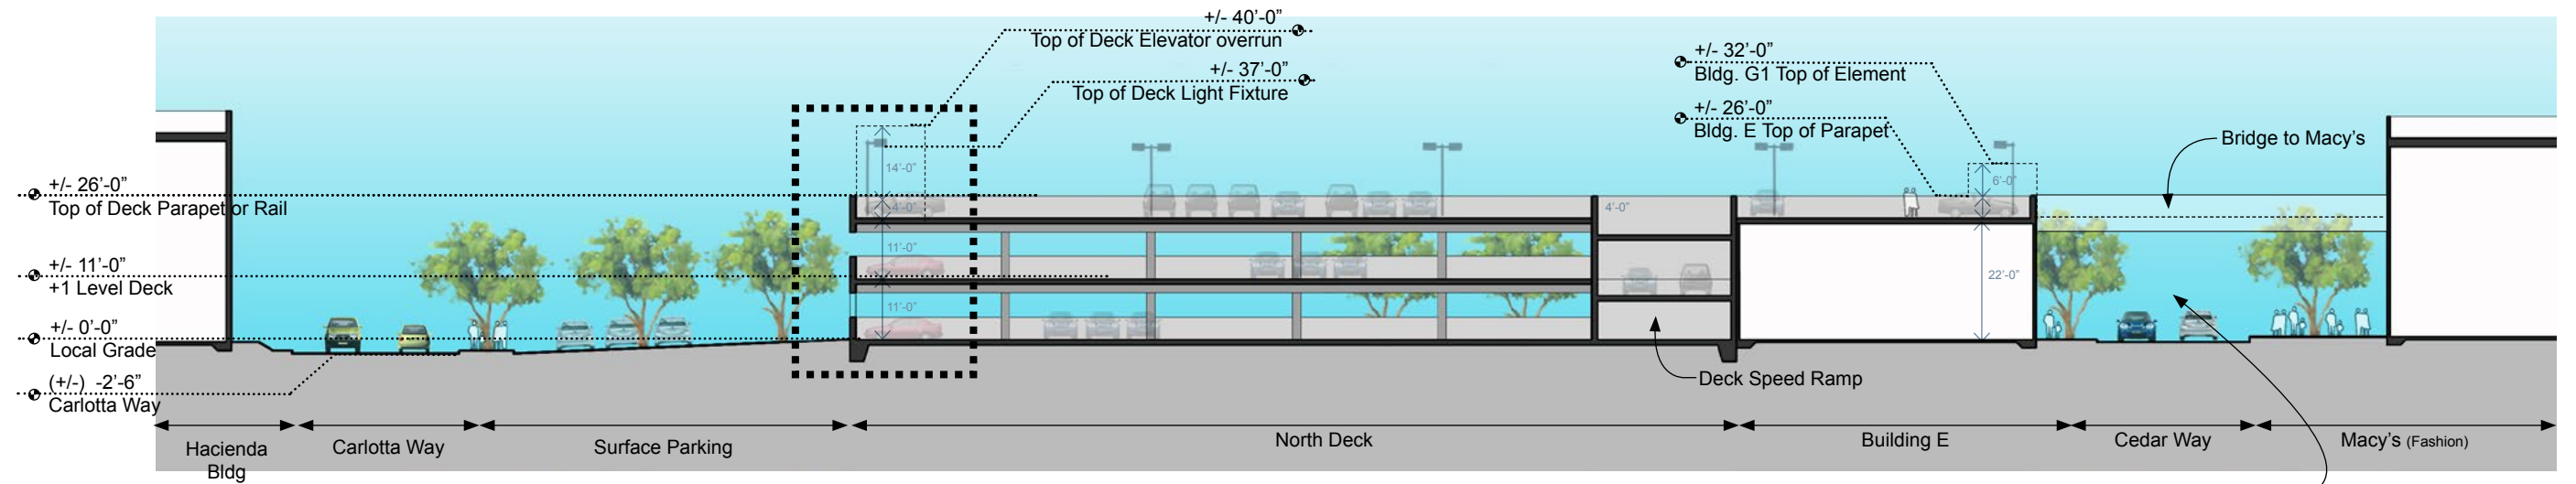 +/- 40’-0”
Top of Deck Elevator overrun
+/- 37’-0”
Top of Deck Light Fixture
+/- 32’-0”
Bldg. G1 Top of Element
+/- 26’-0”
Bldg. E Top of Parapet
Bridge to Macy’s
+/- 26’-0”
Top of Deck Parapet or Rail
+/- 11’-0”
+1 Level Deck
+/- 0’-0”
Local Grade
(+/-) -2’-6”
Carlotta Way
14’-0”
4’-0”
11’-0”
11’-0”
4’-0”
6’-0”
22’-0”
Deck Speed Ramp
Hacienda
Bldg
Carlotta Way
Surface Parking
North Deck
Building E
Cedar Way
Macy’s (Fashion)